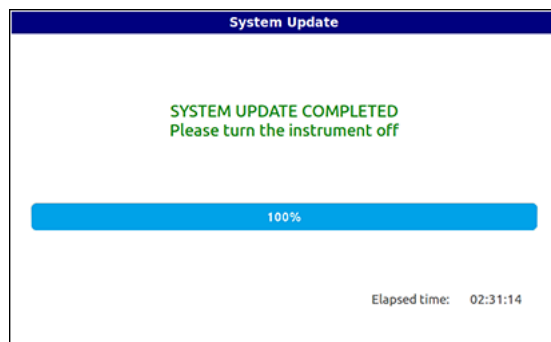 System Update
SYSTEM UPDATE COMPLETED
Please turn the instrument off
100%
Elapsed time: 02:31:14